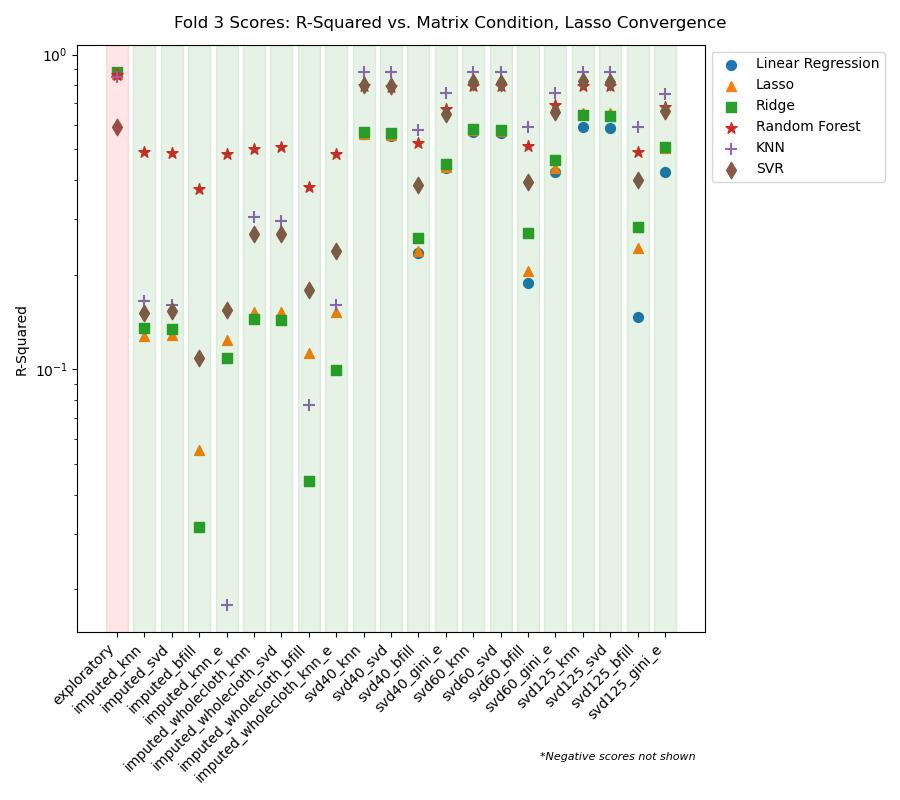 Fold 3 Scores: R-Squared vs. Matrix Condition, Lasso Convergence
10⁰
10⁻¹
R-Squared
Linear Regression
Lasso
Ridge
Random Forest
KNN
SVR
exploratory
imputed_knn
imputed_svd
imputed_bfill
imputed_knn_e
imputed_wholecloth_knn
imputed_wholecloth_svd
imputed_wholecloth_bfill
imputed_wholecloth_knn_e
svd40_knn
svd40_svd
svd40_bfill
svd40_gini_e
svd60_knn
svd60_svd
svd60_bfill
svd60_gini_e
svd125_knn
svd125_svd
svd125_bfill
svd125_gini_e
*Negative scores not shown